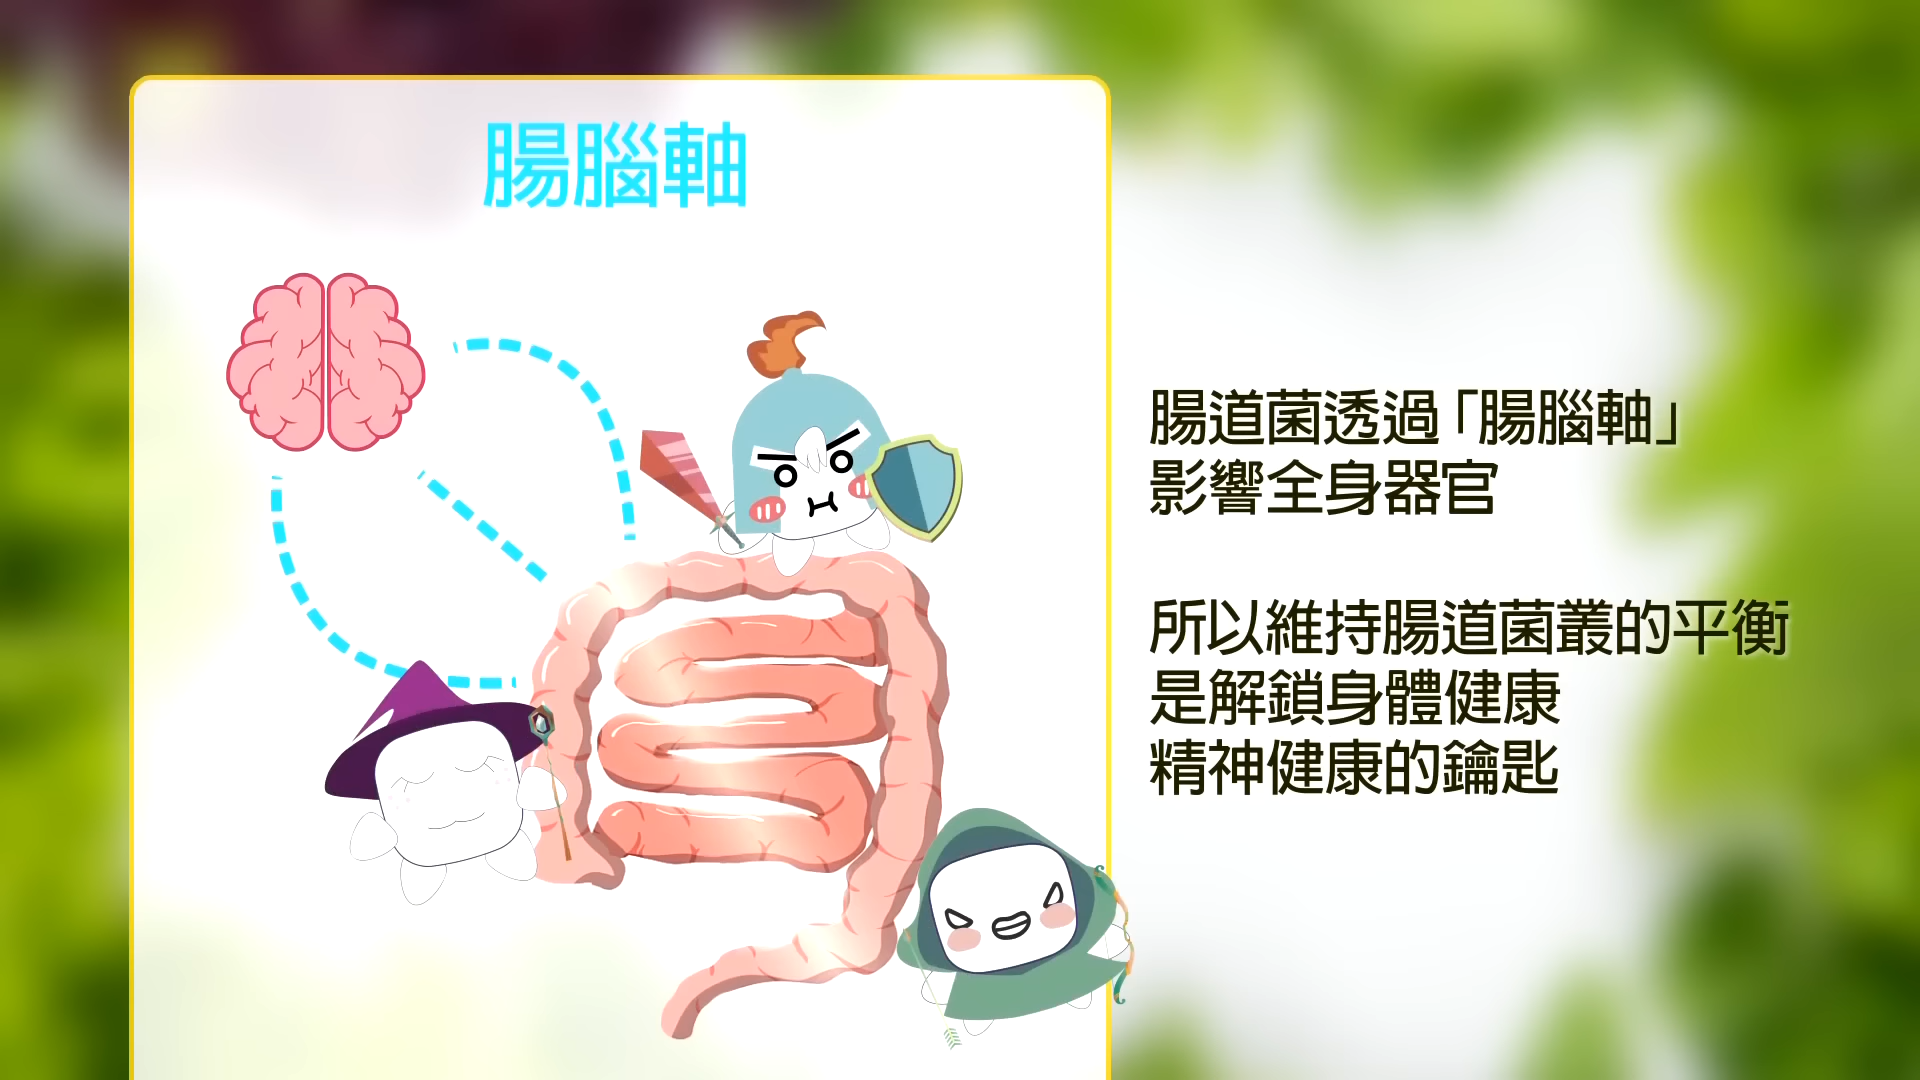 腸腦軸
腸道菌透過「腸腦軸」
影響全身器官
所以維持腸道菌叢的平衡
是解鎖身體健康
精神健康的鑰匙